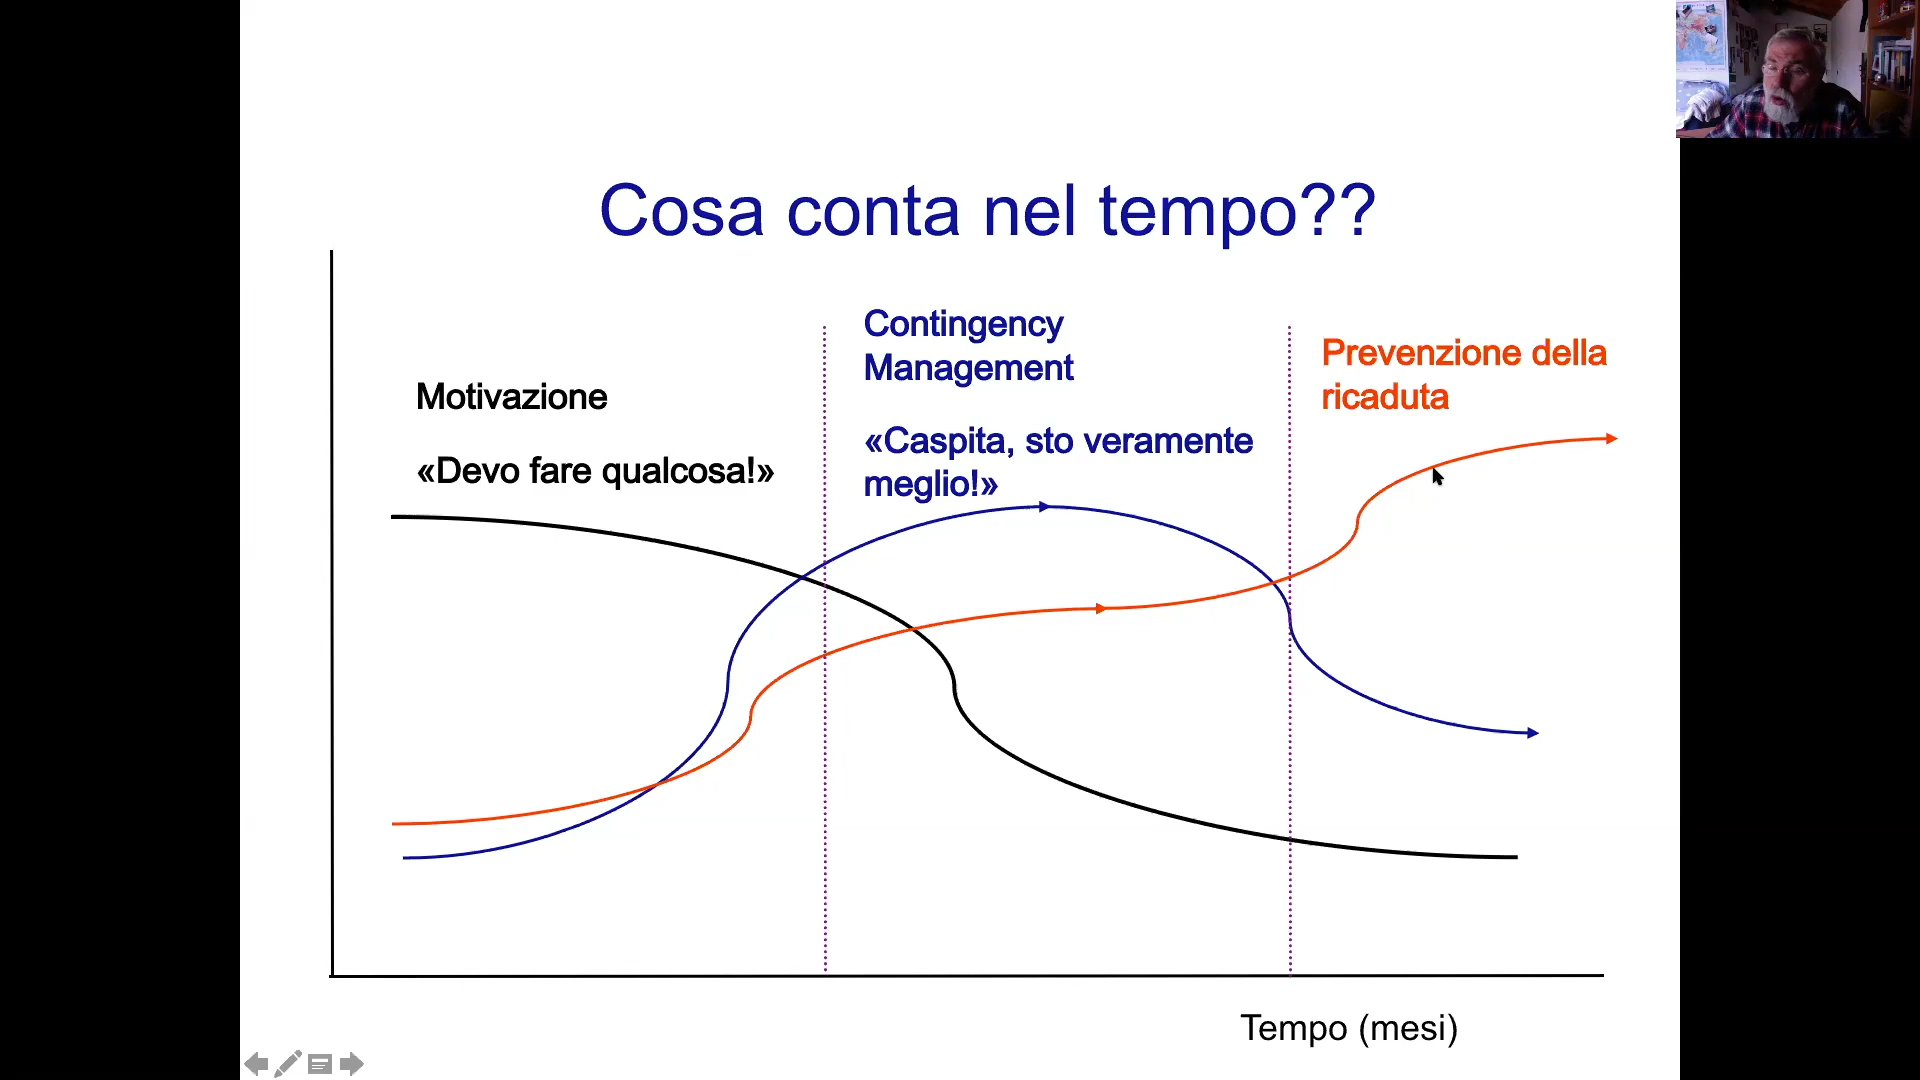 Cosa conta nel tempo??
Motivazione
«Devo fare qualcosa!»
Contingency
Management
«Caspita, sto veramente
meglio!»
Prevenzione della
ricaduta
Tempo (mesi)